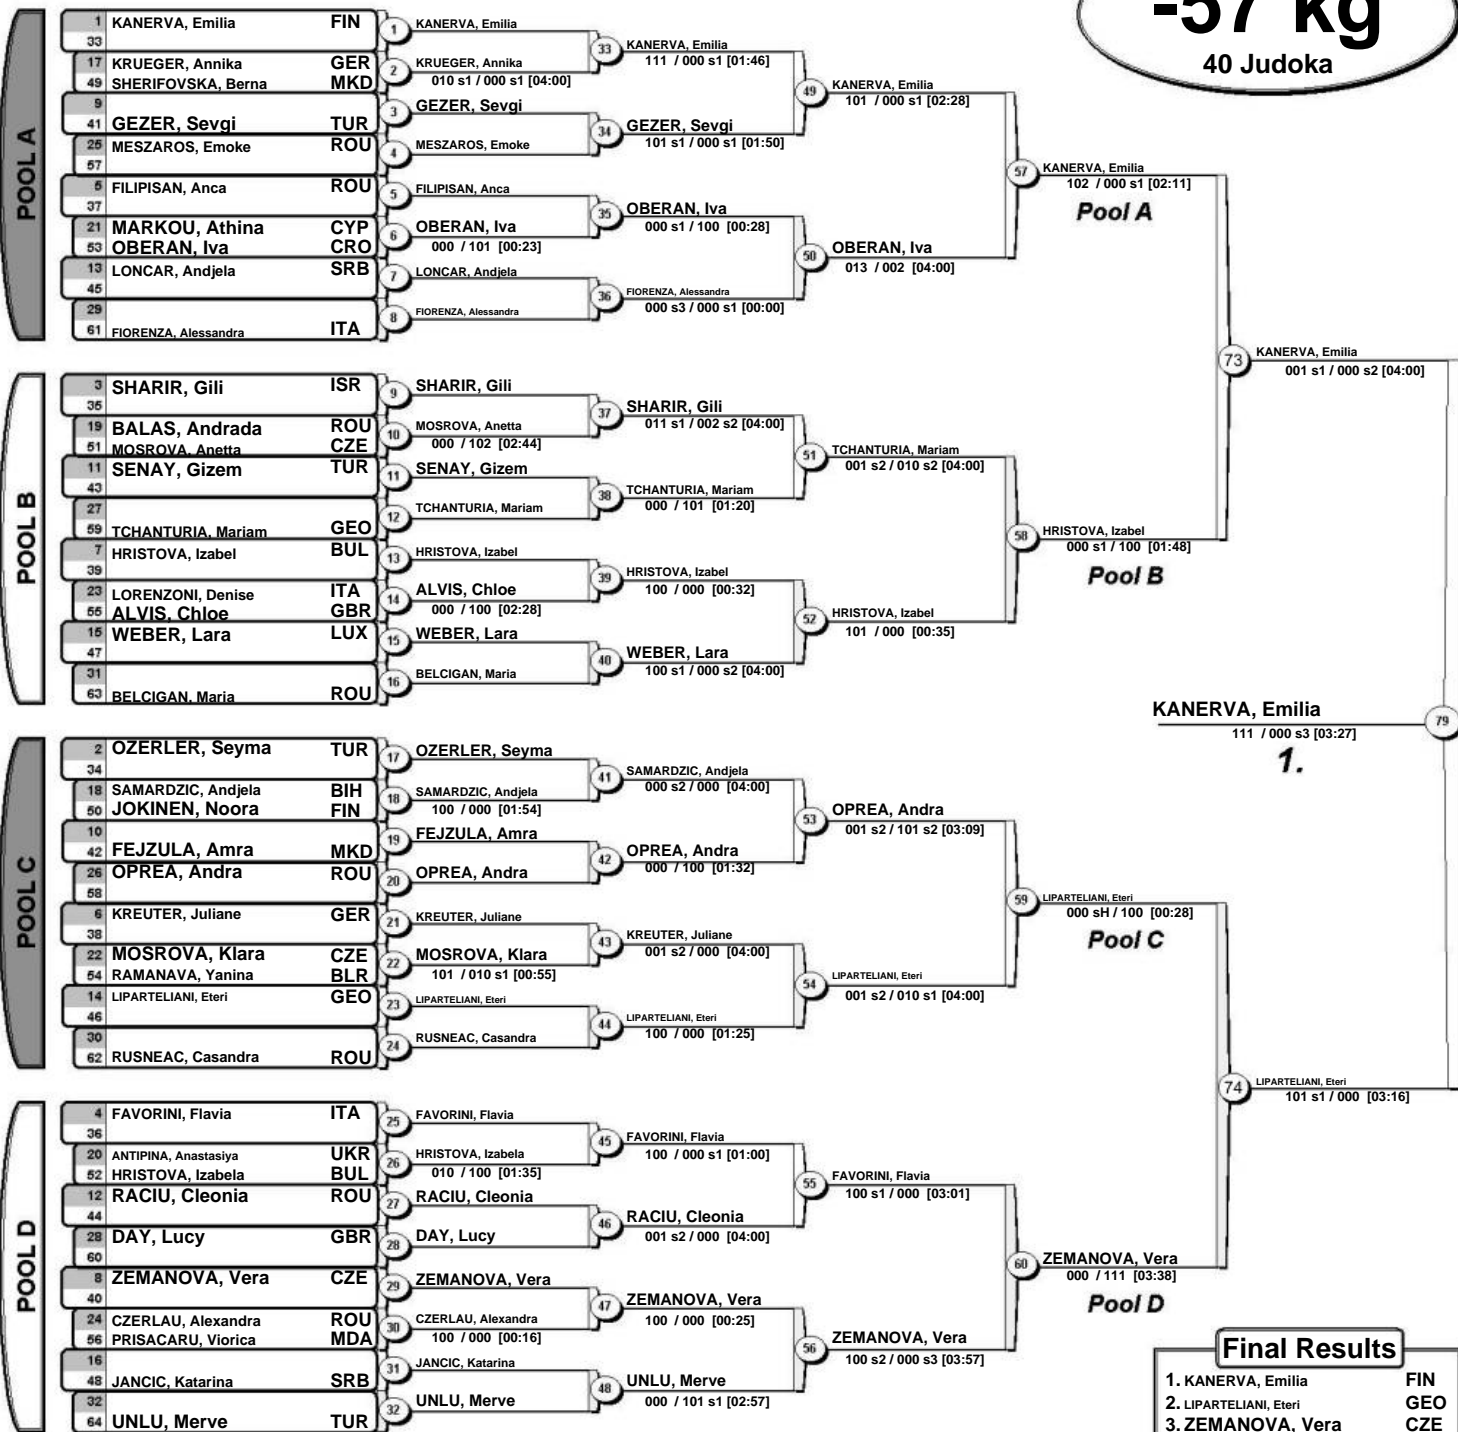 -57 kg
40 Judoka
POOL A
1 KANERVA, Emilia FIN
33
17 KRUEGER, Annika GER
49 SHERIFOVSKA, Berna MKD
9
41 GEZER, Sevgi TUR
25 MESZAROS, Emoke ROU
57
5 FILIPISAN, Anca ROU
37
21 MARKOU, Athina CYP
53 OBERAN, Iva CRO
13 LONCAR, Andjela SRB
45
29
61 FIORENZA, Alessandra ITA
1 KANERVA, Emilia
2 KRUEGER, Annika
010 s1 / 000 s1 [04:00]
3 GEZER, Sevgi
4 MESZAROS, Emoke
5 FILIPISAN, Anca
6 OBERAN, Iva
000 / 101 [00:23]
7 LONCAR, Andjela
8 FIORENZA, Alessandra
33 KANERVA, Emilia
111 / 000 s1 [01:46]
34 GEZER, Sevgi
101 s1 / 000 s1 [01:50]
35 OBERAN, Iva
000 s1 / 100 [00:28]
36 FIORENZA, Alessandra
000 s3 / 000 s1 [00:00]
49 KANERVA, Emilia
101 / 000 s1 [02:28]
50 OBERAN, Iva
013 / 002 [04:00]
57 KANERVA, Emilia
102 / 000 s1 [02:11]
Pool A
POOL B
3 SHARIR, Gili ISR
35
19 BALAS, Andrada ROU
51 MOSROVA, Anetta CZE
11 SENAY, Gizem TUR
43
27
59 TCHANTURIA, Mariam GEO
7 HRISTOVA, Izabel BUL
39
23 LORENZONI, Denise ITA
55 ALVIS, Chloe GBR
15 WEBER, Lara LUX
47
31
63 BELCIGAN, Maria ROU
9 SHARIR, Gili
10 MOSROVA, Anetta
000 / 102 [02:44]
11 SENAY, Gizem
12 TCHANTURIA, Mariam
13 HRISTOVA, Izabel
14 ALVIS, Chloe
000 / 100 [02:28]
15 WEBER, Lara
16 BELCIGAN, Maria
37 SHARIR, Gili
011 s1 / 002 s2 [04:00]
38 TCHANTURIA, Mariam
000 / 101 [01:20]
39 HRISTOVA, Izabel
100 / 000 [00:32]
40 WEBER, Lara
100 s1 / 000 s2 [04:00]
51 TCHANTURIA, Mariam
001 s2 / 010 s2 [04:00]
52 HRISTOVA, Izabel
101 / 000 [00:35]
58 HRISTOVA, Izabel
000 s1 / 100 [01:48]
Pool B
73 KANERVA, Emilia
001 s1 / 000 s2 [04:00]
KANERVA, Emilia 79
111 / 000 s3 [03:27]
1.
POOL C
2 OZERLER, Seyma TUR
34
18 SAMARDZIC, Andjela BIH
50 JOKINEN, Noora FIN
10
42 FEJZULA, Amra MKD
26 OPREA, Andra ROU
58
6 KREUTER, Juliane GER
38
22 MOSROVA, Klara CZE
54 RAMANAVA, Yanina BLR
14 LIPARTELIANI, Eteri GEO
46
30
62 RUSNEAC, Casandra ROU
17 OZERLER, Seyma
18 SAMARDZIC, Andjela
100 / 000 [01:54]
19 FEJZULA, Amra
20 OPREA, Andra
21 KREUTER, Juliane
22 MOSROVA, Klara
101 / 010 s1 [00:55]
23 LIPARTELIANI, Eteri
24 RUSNEAC, Casandra
41 SAMARDZIC, Andjela
000 s2 / 000 [04:00]
42 OPREA, Andra
000 / 100 [01:32]
43 KREUTER, Juliane
001 s2 / 000 [04:00]
44 LIPARTELIANI, Eteri
100 / 000 [01:25]
53 OPREA, Andra
001 s2 / 101 s2 [03:09]
54 LIPARTELIANI, Eteri
001 s2 / 010 s1 [04:00]
59 LIPARTELIANI, Eteri
000 sH / 100 [00:28]
Pool C
POOL D
4 FAVORINI, Flavia ITA
36
20 ANTIPINA, Anastasiya UKR
52 HRISTOVA, Izabela BUL
12 RACIU, Cleonia ROU
44
28 DAY, Lucy GBR
60
8 ZEMANOVA, Vera CZE
40
24 CZERLAU, Alexandra ROU
56 PRISACARU, Viorica MDA
16
48 JANCIC, Katarina SRB
32
64 UNLU, Merve TUR
25 FAVORINI, Flavia
26 HRISTOVA, Izabela
010 / 100 [01:35]
27 RACIU, Cleonia
28 DAY, Lucy
29 ZEMANOVA, Vera
30 CZERLAU, Alexandra
100 / 000 [00:16]
31 JANCIC, Katarina
32 UNLU, Merve
45 FAVORINI, Flavia
100 / 000 s1 [01:00]
46 RACIU, Cleonia
001 s2 / 000 [04:00]
47 ZEMANOVA, Vera
100 / 000 [00:25]
48 UNLU, Merve
000 / 101 s1 [02:57]
55 FAVORINI, Flavia
100 s1 / 000 [03:01]
56 ZEMANOVA, Vera
100 s2 / 000 s3 [03:57]
60 ZEMANOVA, Vera
000 / 111 [03:38]
Pool D
74 LIPARTELIANI, Eteri
101 s1 / 000 [03:16]
Final Results
1. KANERVA, Emilia FIN
2. LIPARTELIANI, Eteri GEO
3. ZEMANOVA, Vera CZE